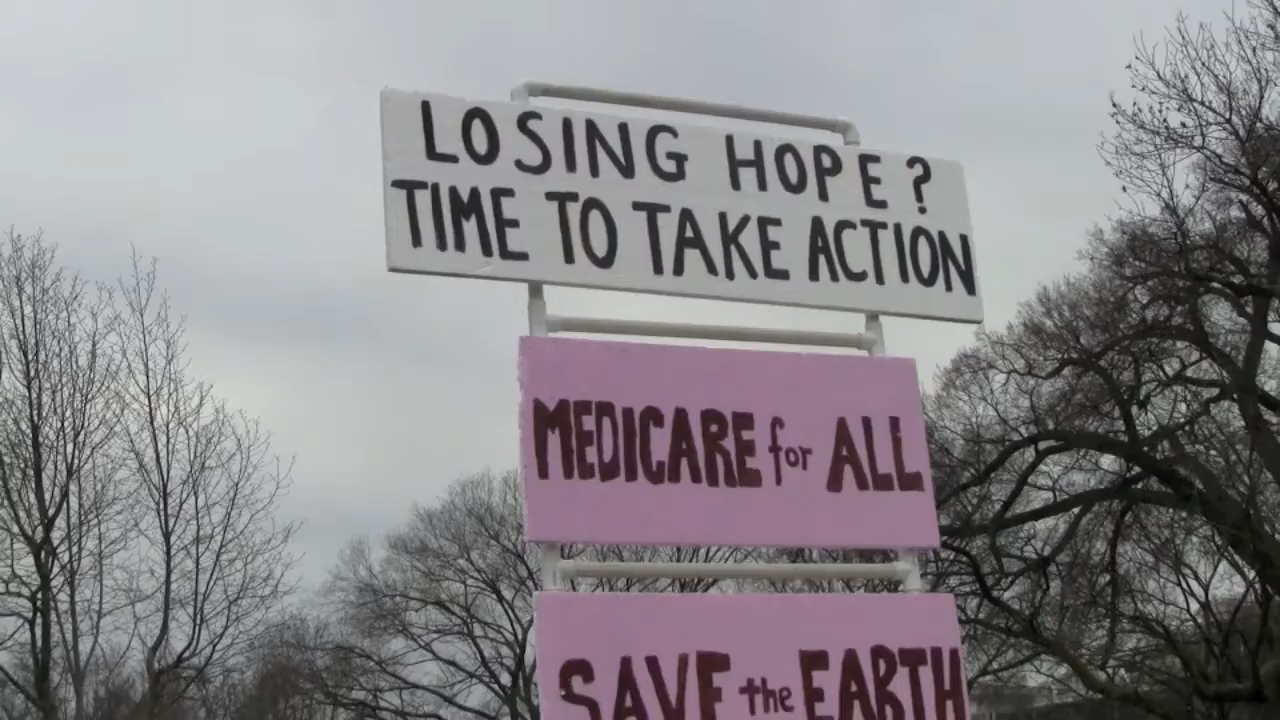 LOSING HOPE?
TIME TO TAKE ACTION
MEDICARE for ALL
SAVE the EARTH